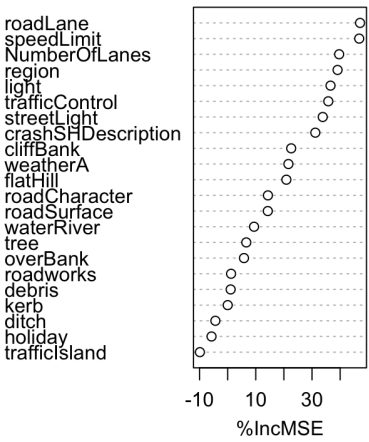 roadLane
speedLimit
NumberOfLanes
region
light
trafficControl
streetLight
crashSHDescription
cliffBank
weatherA
flatHill
roadCharacter
roadSurface
waterRiver
tree
overBank
roadworks
debris
kerb
ditch
holiday
trafficIsland
-10 10 30
%IncMSE